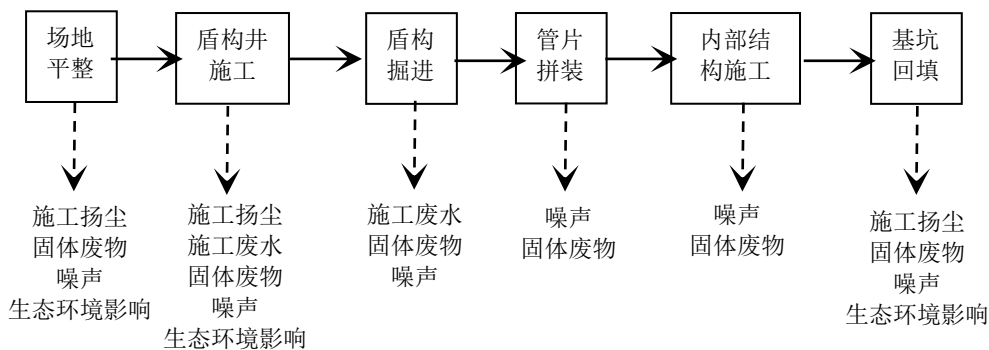 场地
平整
盾构井
施工
盾构
掘进
管片
拼装
内部结
构施工
基坑
回填
施工扬尘
固体废物
噪声
生态环境影响
施工扬尘
施工废水
固体废物
噪声
生态环境影响
施工废水
固体废物
噪声
噪声
固体废物
噪声
固体废物
施工扬尘
固体废物
噪声
生态环境影响